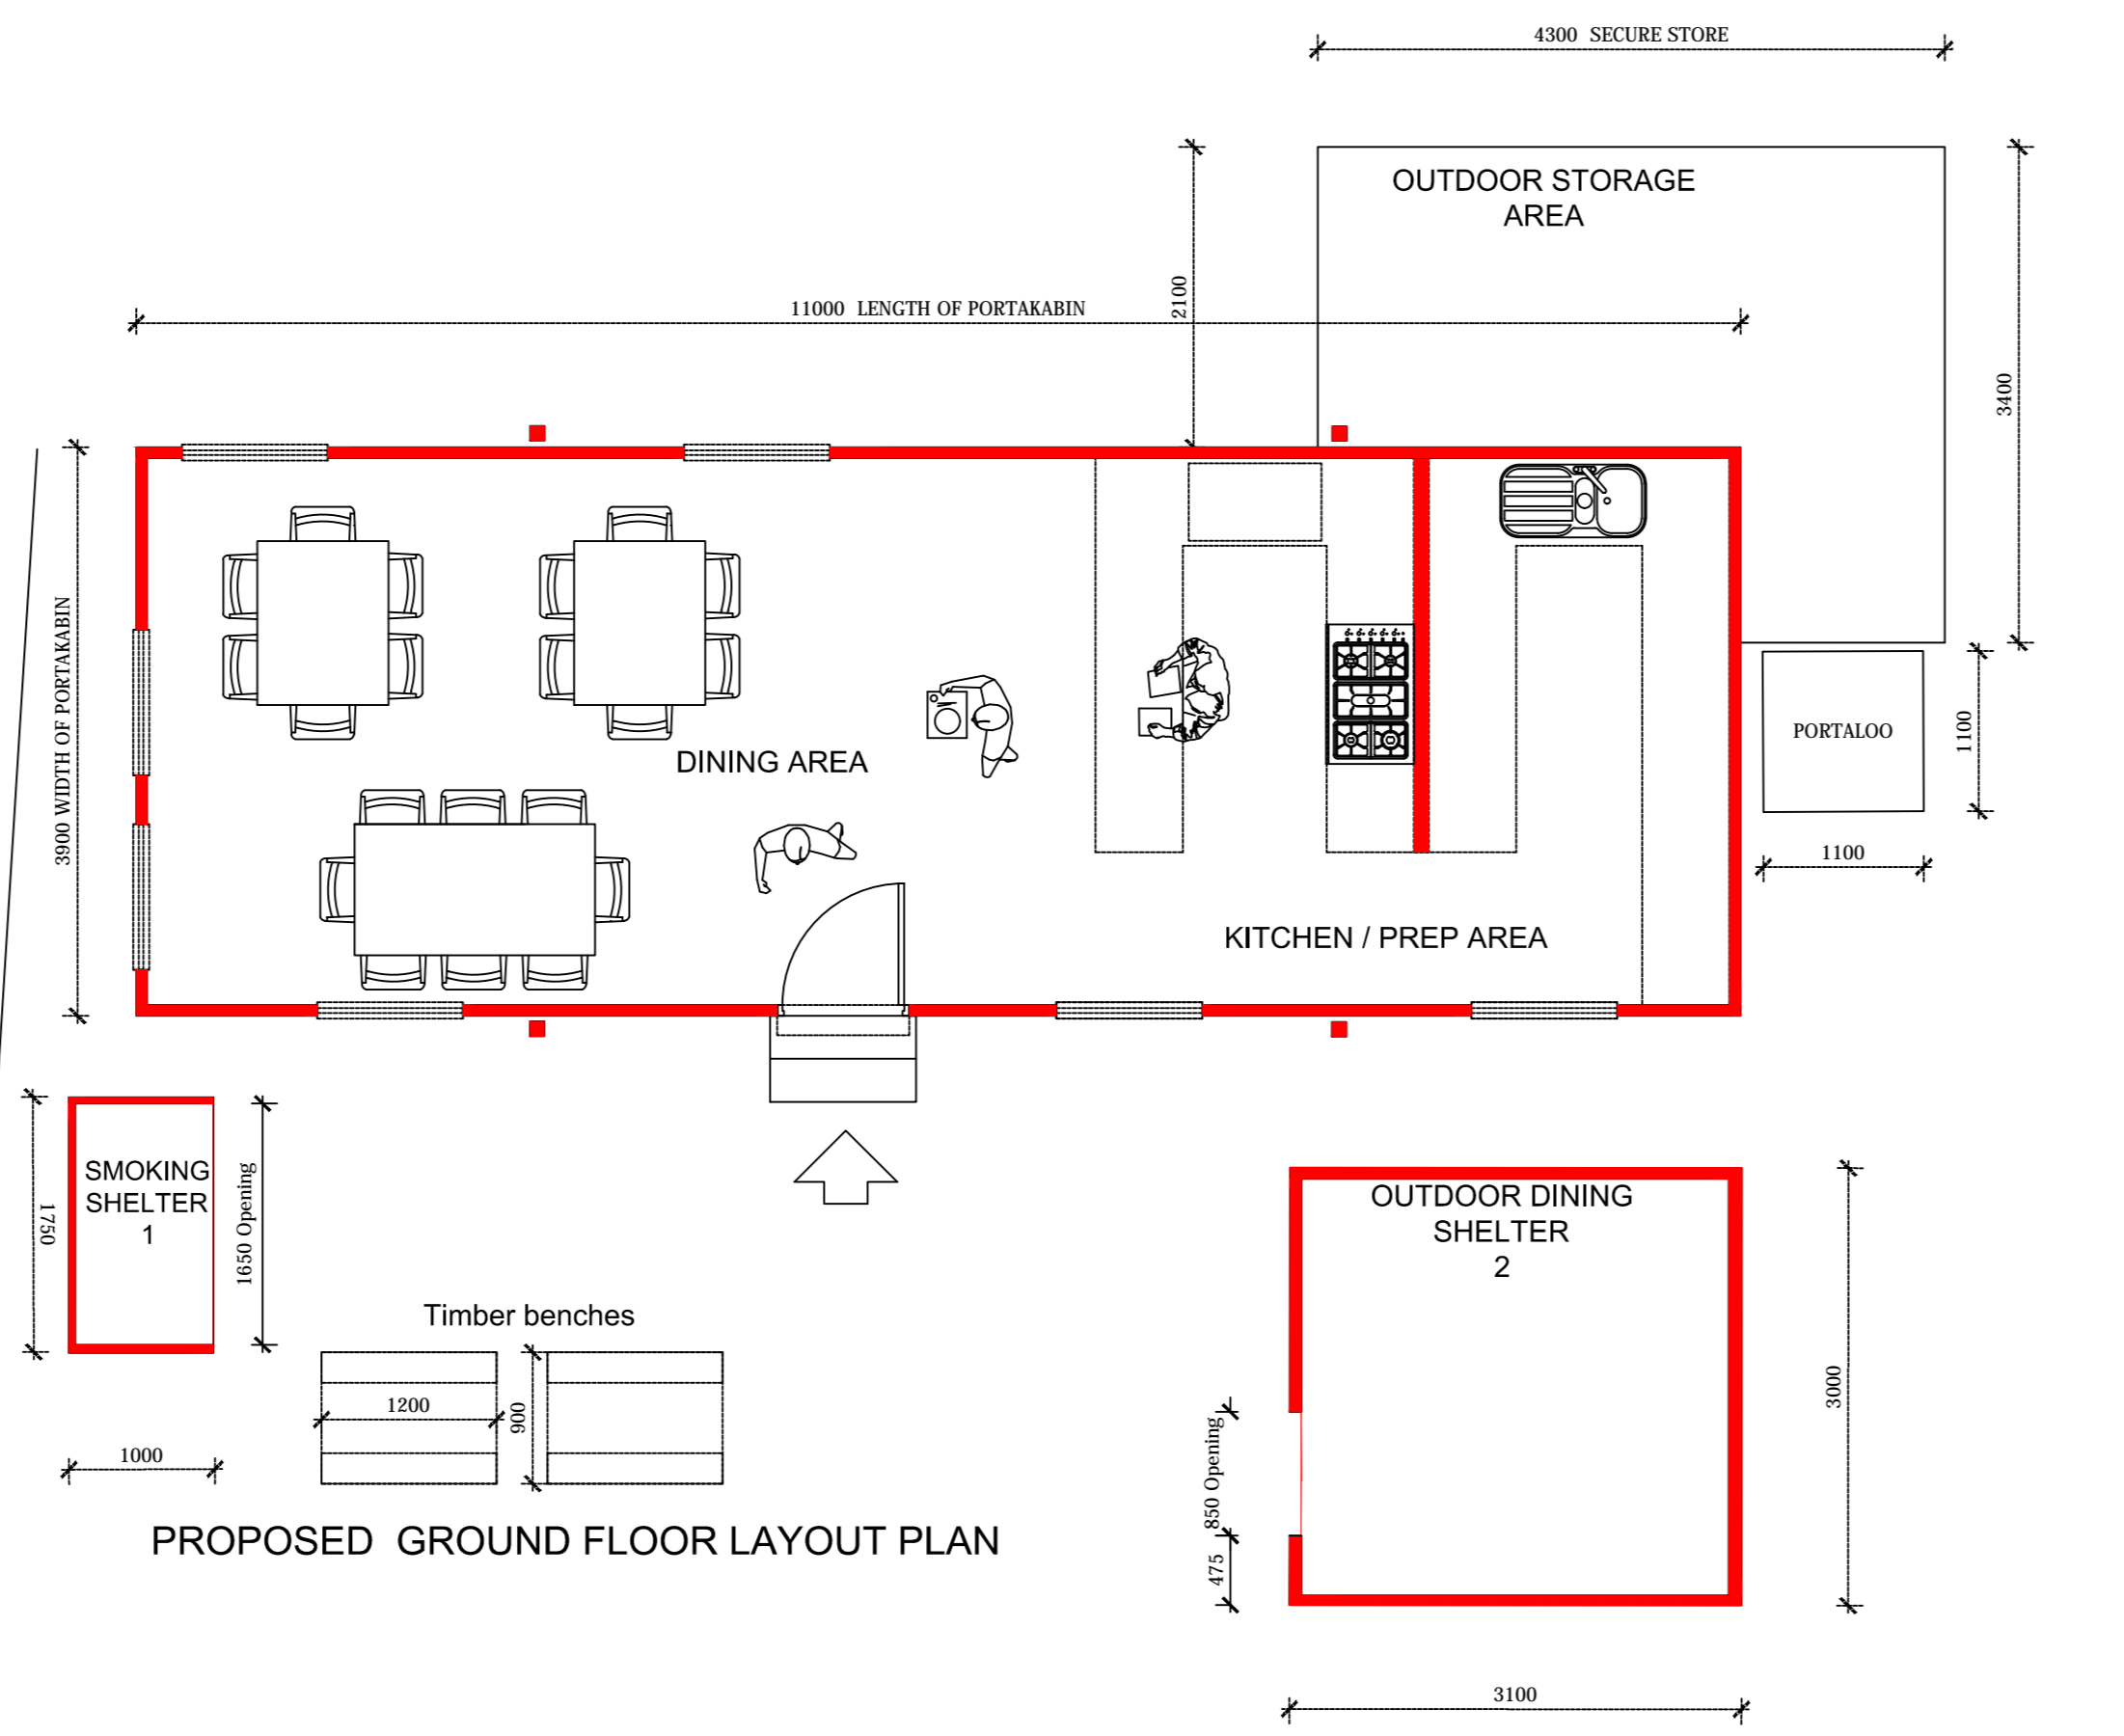 4300 SECURE STORE
OUTDOOR STORAGE
AREA
2100
11000 LENGTH OF PORTAKABIN
3400
3900 WIDTH OF PORTAKABIN
DINING AREA
PORTALOO
1100
1100
KITCHEN / PREP AREA
SMOKING
SHELTER
1
1750
1650 Opening
OUTDOOR DINING
SHELTER
2
Timber benches
1200
900
1000
3000
850 Opening
475
PROPOSED GROUND FLOOR LAYOUT PLAN
3100